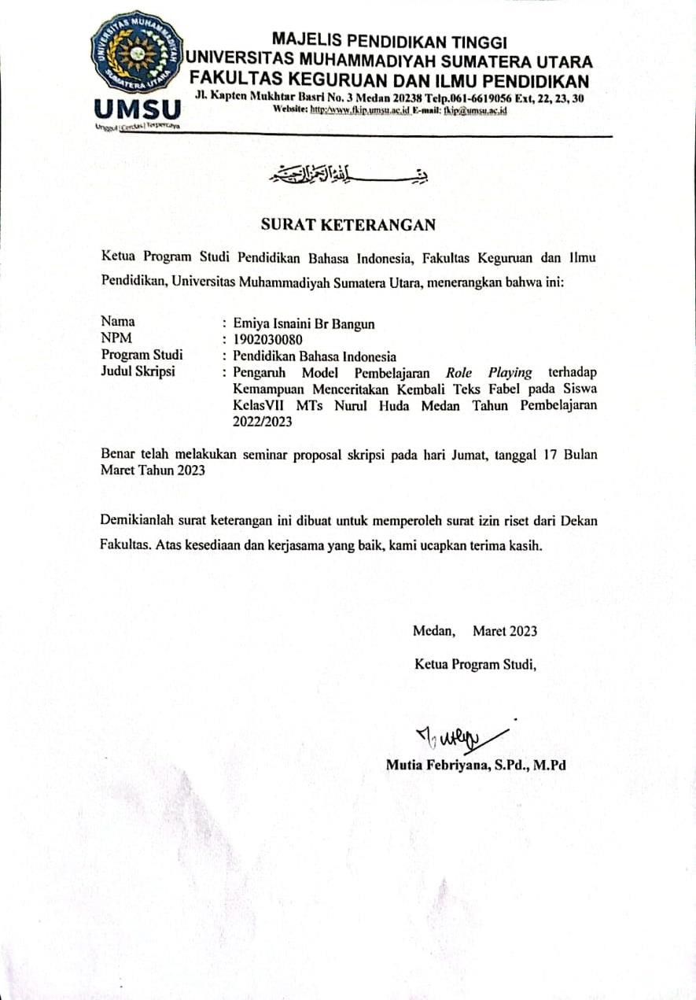 UNIVERSITAS MUHAMMADIYAH
SUMATERA UTARA
UMSU
Unggul | Cerdas | Terpercaya
MAJELIS PENDIDIKAN TINGGI
UNIVERSITAS MUHAMMADIYAH SUMATERA UTARA
FAKULTAS KEGURUAN DAN ILMU PENDIDIKAN
Jl. Kapten Mukhtar Basri No. 3 Medan 20238 Telp.061-6619056 Ext, 22, 23, 30
Website: http:/www.fkip.umsu.ac.id E-mail: fkip@umsu.ac.id
بسم الله الرحمن الرحيم
SURAT KETERANGAN
Ketua Program Studi Pendidikan Bahasa Indonesia, Fakultas Keguruan dan Ilmu
Pendidikan, Universitas Muhammadiyah Sumatera Utara, menerangkan bahwa ini:
Nama : Emiya Isnaini Br Bangun
NPM : 1902030080
Program Studi : Pendidikan Bahasa Indonesia
Judul Skripsi : Pengaruh Model Pembelajaran Role Playing terhadap
Kemampuan Menceritakan Kembali Teks Fabel pada Siswa
KelasVII MTs Nurul Huda Medan Tahun Pembelajaran
2022/2023
Benar telah melakukan seminar proposal skripsi pada hari Jumat, tanggal 17 Bulan
Maret Tahun 2023
Demikianlah surat keterangan ini dibuat untuk memperoleh surat izin riset dari Dekan
Fakultas. Atas kesediaan dan kerjasama yang baik, kami ucapkan terima kasih.
Medan, Maret 2023
Ketua Program Studi,
Mutia Febriyana, S.Pd., M.Pd